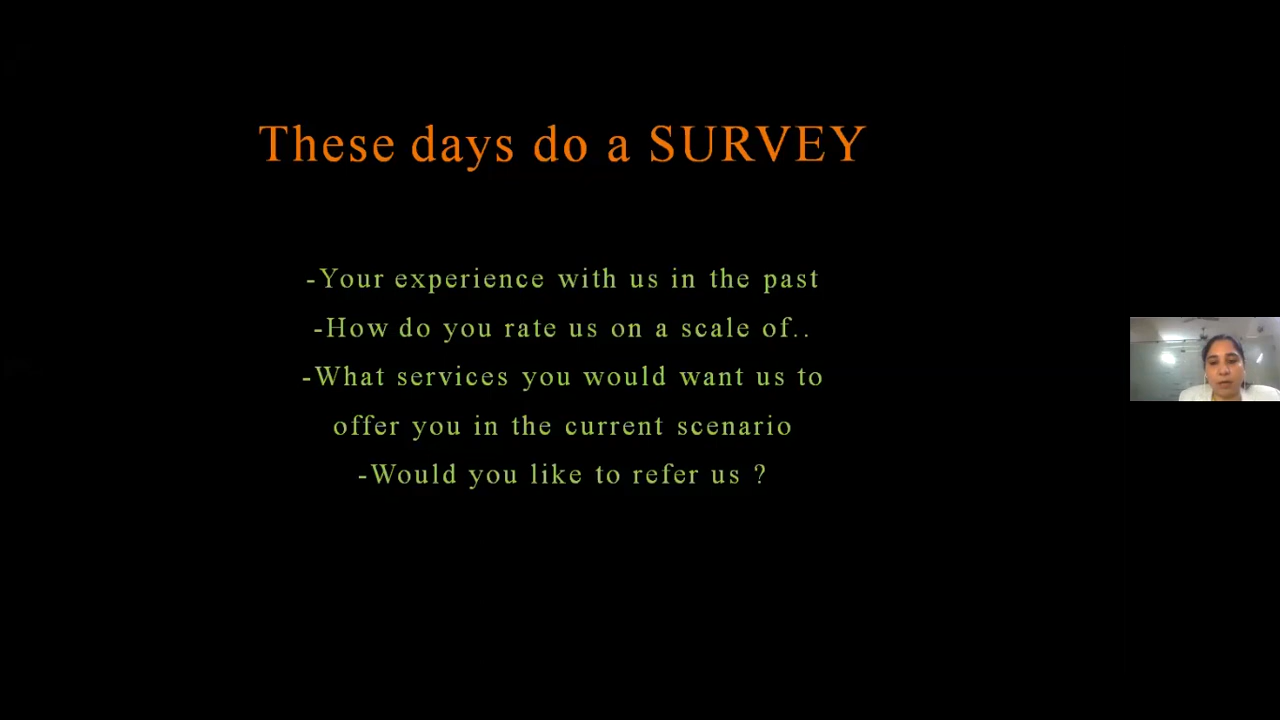 These days do a SURVEY
-Your experience with us in the past
-How do you rate us on a scale of..
-What services you would want us to
offer you in the current scenario
-Would you like to refer us ?